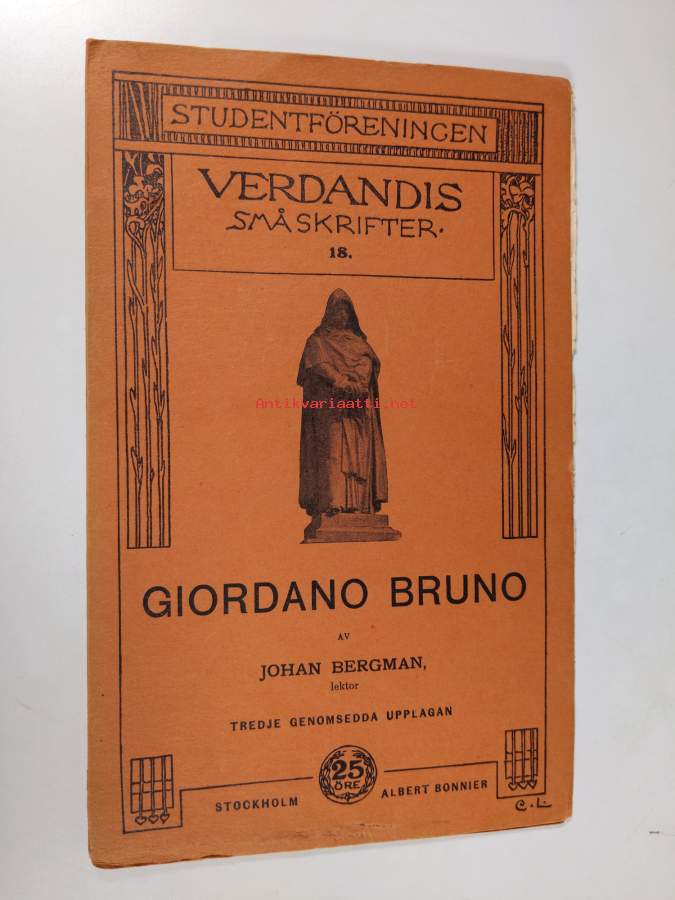 STUDENTFÖRENINGEN
VERDANDIS
SMÅSKRIFTER.
18.
Antikvariaatti.net
GIORDANO BRUNO
AV
JOHAN BERGMAN,
lektor
TREDJE GENOMSEDDA UPPLAGAN
25
ÖRE
STOCKHOLM
ALBERT BONNIER
C.L.